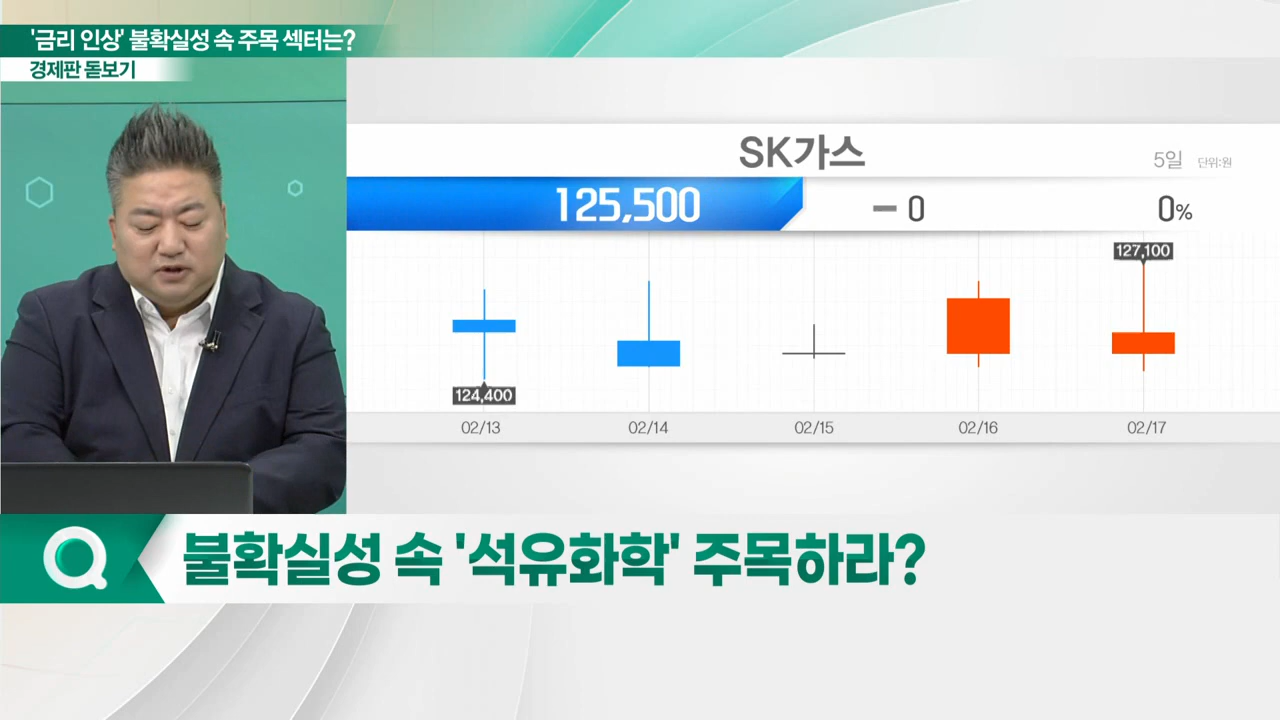 '금리 인상' 불확실성 속 주목 섹터는?
경제판 돋보기
SK가스
5일 단위:원
125,500 0 0%
127,100
124,400
02/13 02/14 02/15 02/16 02/17
Q 불확실성 속 '석유화학' 주목하라?